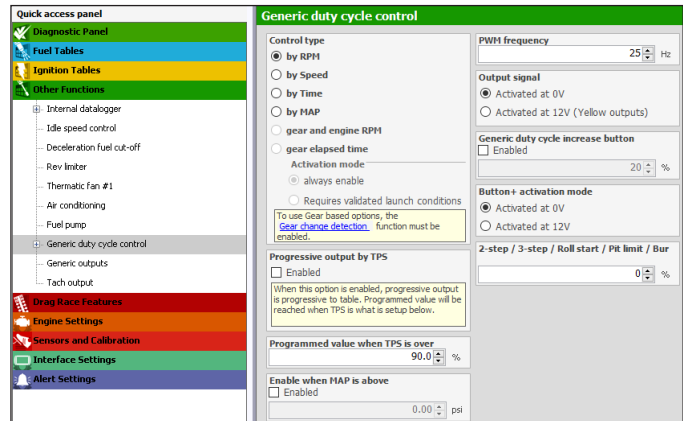 Quick access panel
Diagnostic Panel
Fuel Tables
Ignition Tables
Other Functions
Internal datalogger
Idle speed control
Deceleration fuel cut-off
Rev limiter
Thermatic fan #1
Air conditioning
Fuel pump
Generic duty cycle control
Generic outputs
Tach output
Drag Race Features
Engine Settings
Sensors and Calibration
Interface Settings
Alert Settings
Generic duty cycle control
Control type
by RPM
by Speed
by Time
by MAP
gear and engine RPM
gear elapsed time
Activation mode
always enable
Requires validated launch conditions
To use Gear based options, the
Gear change detection function must be
enabled.
Progressive output by TPS
Enabled
When this option is enabled, progressive output
is progressive to table. Programmed value will be
reached when TPS is what is setup below.
Programmed value when TPS is over
90.0 %
Enable when MAP is above
Enabled
0.00 psi
PWM frequency
25 Hz
Output signal
Activated at 0V
Activated at 12V (Yellow outputs)
Generic duty cycle increase button
Enabled
20 %
Button+ activation mode
Activated at 0V
Activated at 12V
2-step / 3-step / Roll start / Pit limit / Bur
0 %